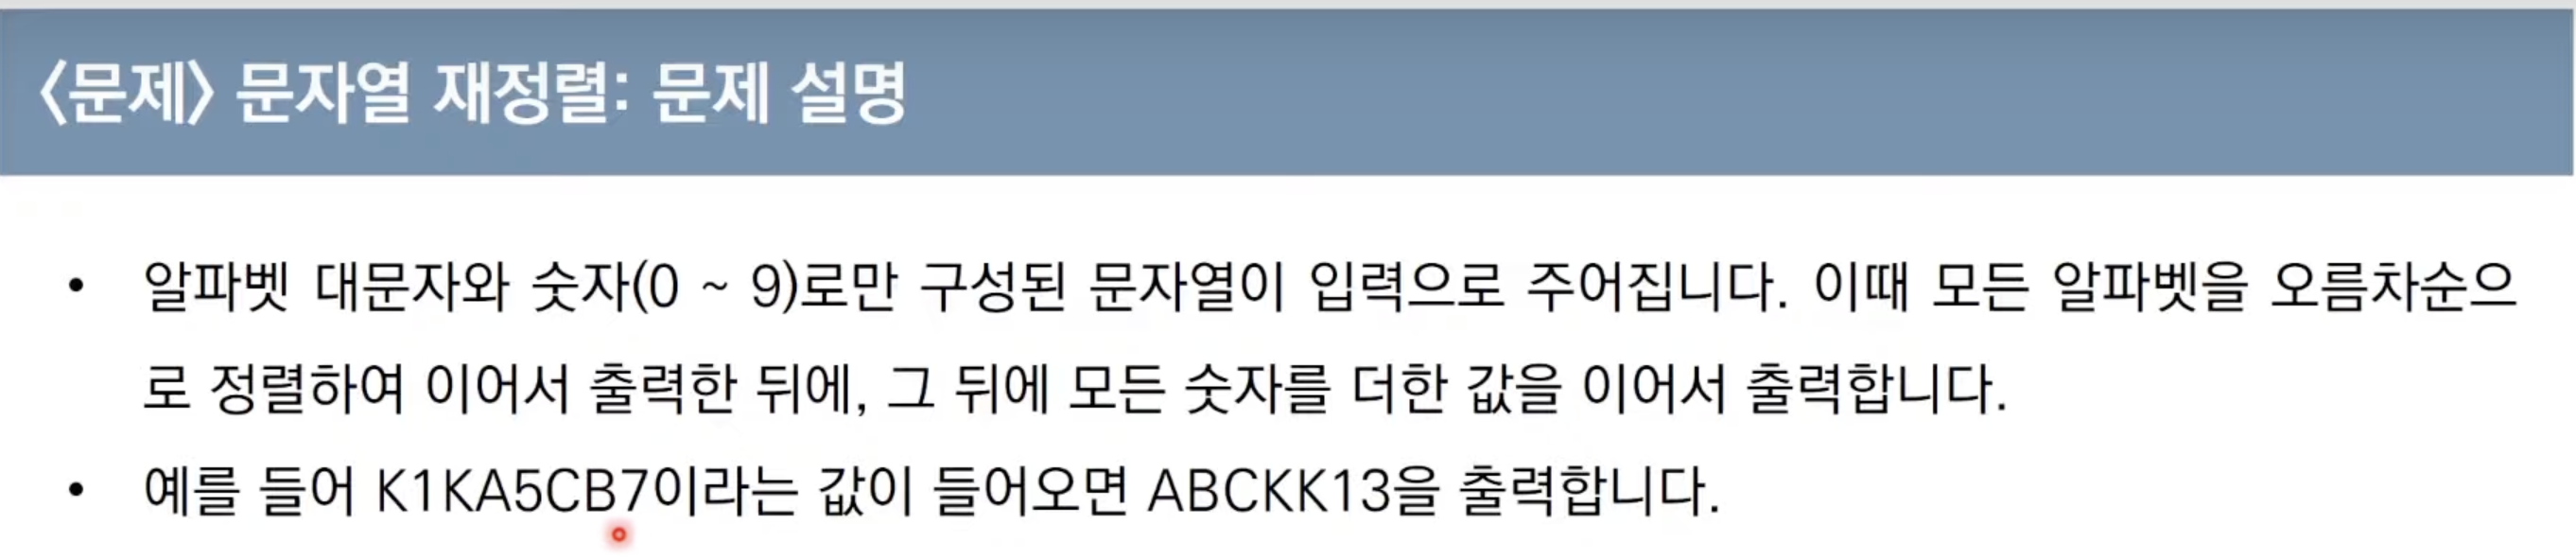 〈문제〉 문자열 재정렬: 문제 설명
• 알파벳 대문자와 숫자(0 ~ 9)로만 구성된 문자열이 입력으로 주어집니다. 이때 모든 알파벳을 오름차순으
로 정렬하여 이어서 출력한 뒤에, 그 뒤에 모든 숫자를 더한 값을 이어서 출력합니다.
• 예를 들어 K1KA5CB7이라는 값이 들어오면 ABCKK13을 출력합니다.